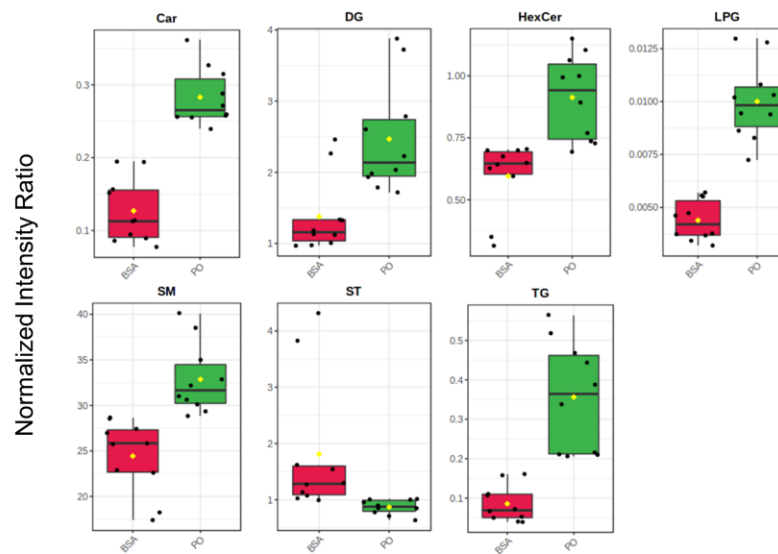 Normalized Intensity Ratio
Car
0.3
0.2
0.1
BSA
PO
DG
4
3
2
1
BSA
PO
HexCer
1.00
0.75
0.50
BSA
PO
LPG
0.0125
0.0100
0.0075
0.0050
BSA
PO
SM
40
35
30
25
20
BSA
PO
ST
4
3
2
1
BSA
PO
TG
0.5
0.4
0.3
0.2
0.1
BSA
PO